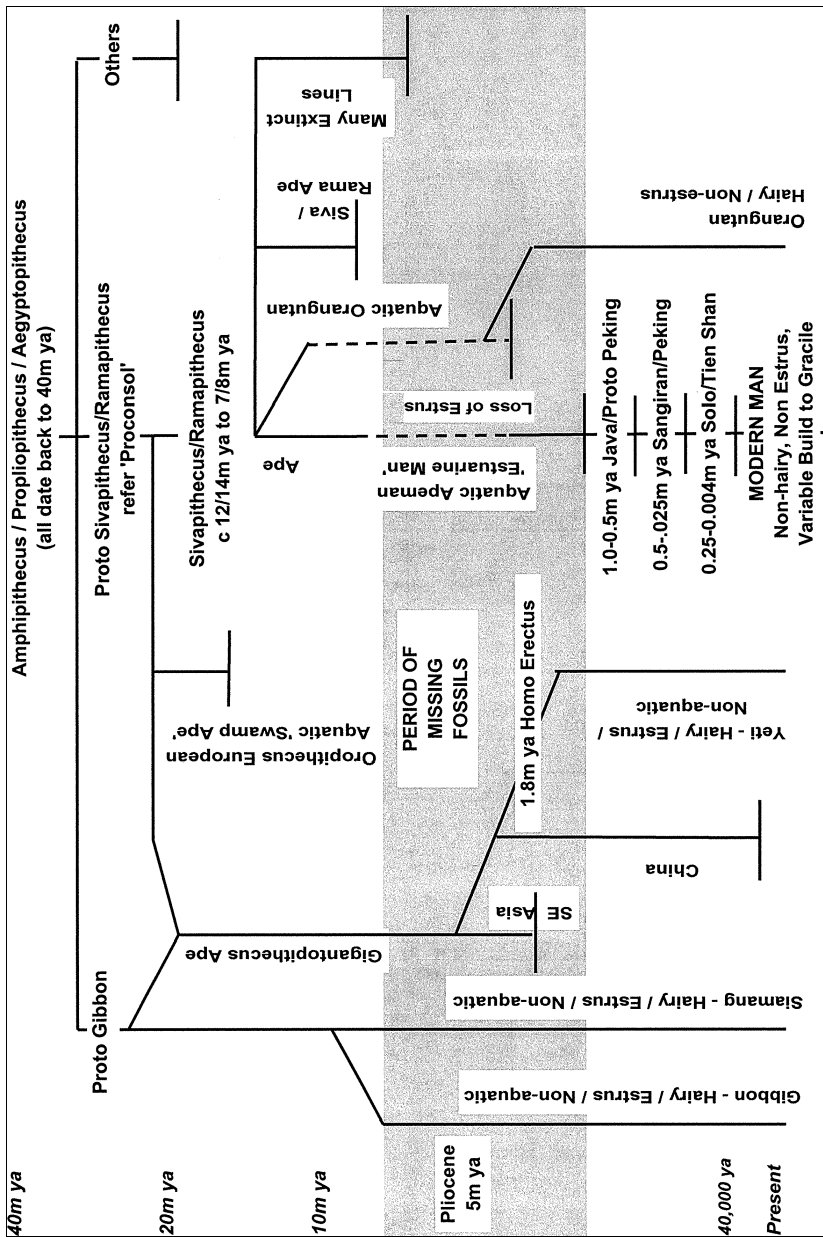 40m ya
20m ya
10m ya
Pliocene
5m ya
40,000 ya
Present
Amphipithecus / Propliopithecus / Aegyptopithecus
(all date back to 40m ya)
Proto Gibbon
Proto Sivapithecus/Ramapithecus
refer 'Proconsol'
Others
Sivapithecus/Ramapithecus
c 12/14m ya to 7/8m ya
Gigantopithecus Ape
Oropithecus European
Aquatic 'Swamp Ape'
Ape
Aquatic Orangutan
Siva /
Rama Ape
Many Extinct
Lines
PERIOD OF
MISSING
FOSSILS
Aquatic Apeman
'Estuarine Man'
Loss of Estrus
SE
Asia
1.8m ya Homo Erectus
Gibbon - Hairy / Estrus / Non-aquatic
Siamang - Hairy / Estrus / Non-aquatic
China
Yeti - Hairy / Estrus /
Non-aquatic
1.0-0.5m ya Java/Proto Peking
0.5-.025m ya Sangiran/Peking
0.25-0.004m ya Solo/Tien Shan
MODERN MAN
Non-hairy, Non Estrus,
Variable Build to Gracile
Orangutan
Hairy / Non-estrus